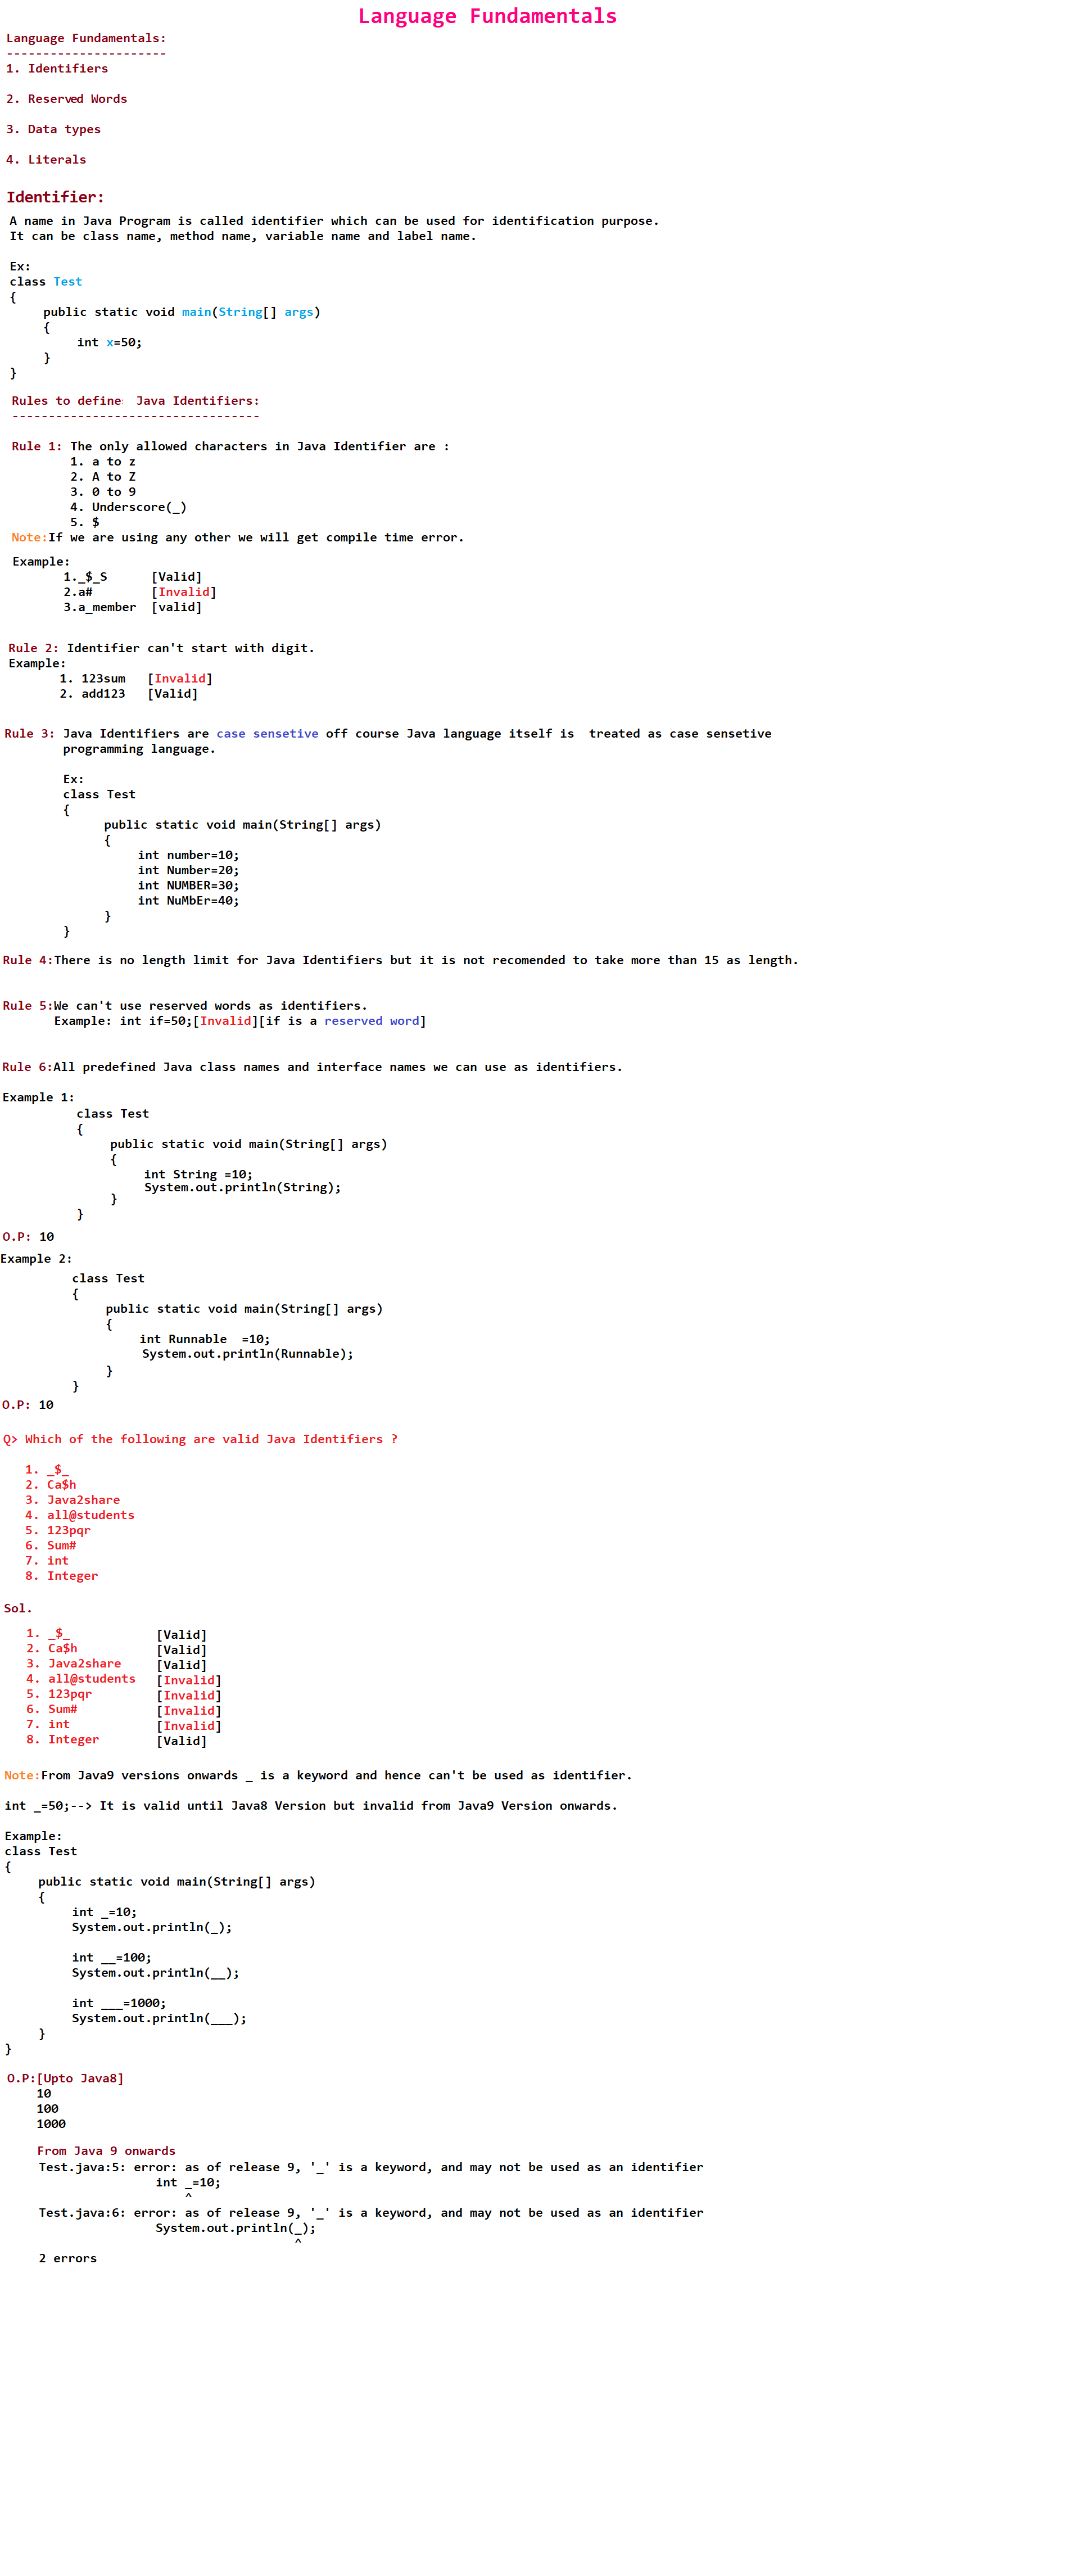 Language Fundamentals
Language Fundamentals:
----------------------
1. Identifiers
2. Reserved Words
3. Data types
4. Literals
Identifier:
A name in Java Program is called identifier which can be used for identification purpose.
It can be class name, method name, variable name and label name.
Ex:
class Test
{
public static void main(String[] args)
{
int x=50;
}
}
Rules to define: Java Identifiers:
----------------------------------
Rule 1: The only allowed characters in Java Identifier are :
1. a to z
2. A to Z
3. 0 to 9
4. Underscore(_)
5. $
Note:If we are using any other we will get compile time error.
Example:
1._$_S [Valid]
2.a# [Invalid]
3.a_member [valid]
Rule 2: Identifier can't start with digit.
Example:
1. 123sum [Invalid]
2. add123 [Valid]
Rule 3: Java Identifiers are case sensetive off course Java language itself is treated as case sensetive
programming language.
Ex:
class Test
{
public static void main(String[] args)
{
int number=10;
int Number=20;
int NUMBER=30;
int NuMbEr=40;
}
}
Rule 4:There is no length limit for Java Identifiers but it is not recomended to take more than 15 as length.
Rule 5:We can't use reserved words as identifiers.
Example: int if=50;[Invalid][if is a reserved word]
Rule 6:All predefined Java class names and interface names we can use as identifiers.
Example 1:
class Test
{
public static void main(String[] args)
{
int String =10;
System.out.println(String);
}
}
O.P: 10
Example 2:
class Test
{
public static void main(String[] args)
{
int Runnable =10;
System.out.println(Runnable);
}
}
O.P: 10
Q> Which of the following are valid Java Identifiers ?
1. _$_
2. Ca$h
3. Java2share
4. all@students
5. 123pqr
6. Sum#
7. int
8. Integer
Sol.
1. _$_ [Valid]
2. Ca$h [Valid]
3. Java2share [Valid]
4. all@students [Invalid]
5. 123pqr [Invalid]
6. Sum# [Invalid]
7. int [Invalid]
8. Integer [Valid]
Note:From Java9 versions onwards _ is a keyword and hence can't be used as identifier.
int _=50;--> It is valid until Java8 Version but invalid from Java9 Version onwards.
Example:
class Test
{
public static void main(String[] args)
{
int _=10;
System.out.println(_);
int __=100;
System.out.println(__);
int ___=1000;
System.out.println(___);
}
}
O.P:[Upto Java8]
10
100
1000
From Java 9 onwards
Test.java:5: error: as of release 9, '_' is a keyword, and may not be used as an identifier
int _=10;
^
Test.java:6: error: as of release 9, '_' is a keyword, and may not be used as an identifier
System.out.println(_);
^
2 errors